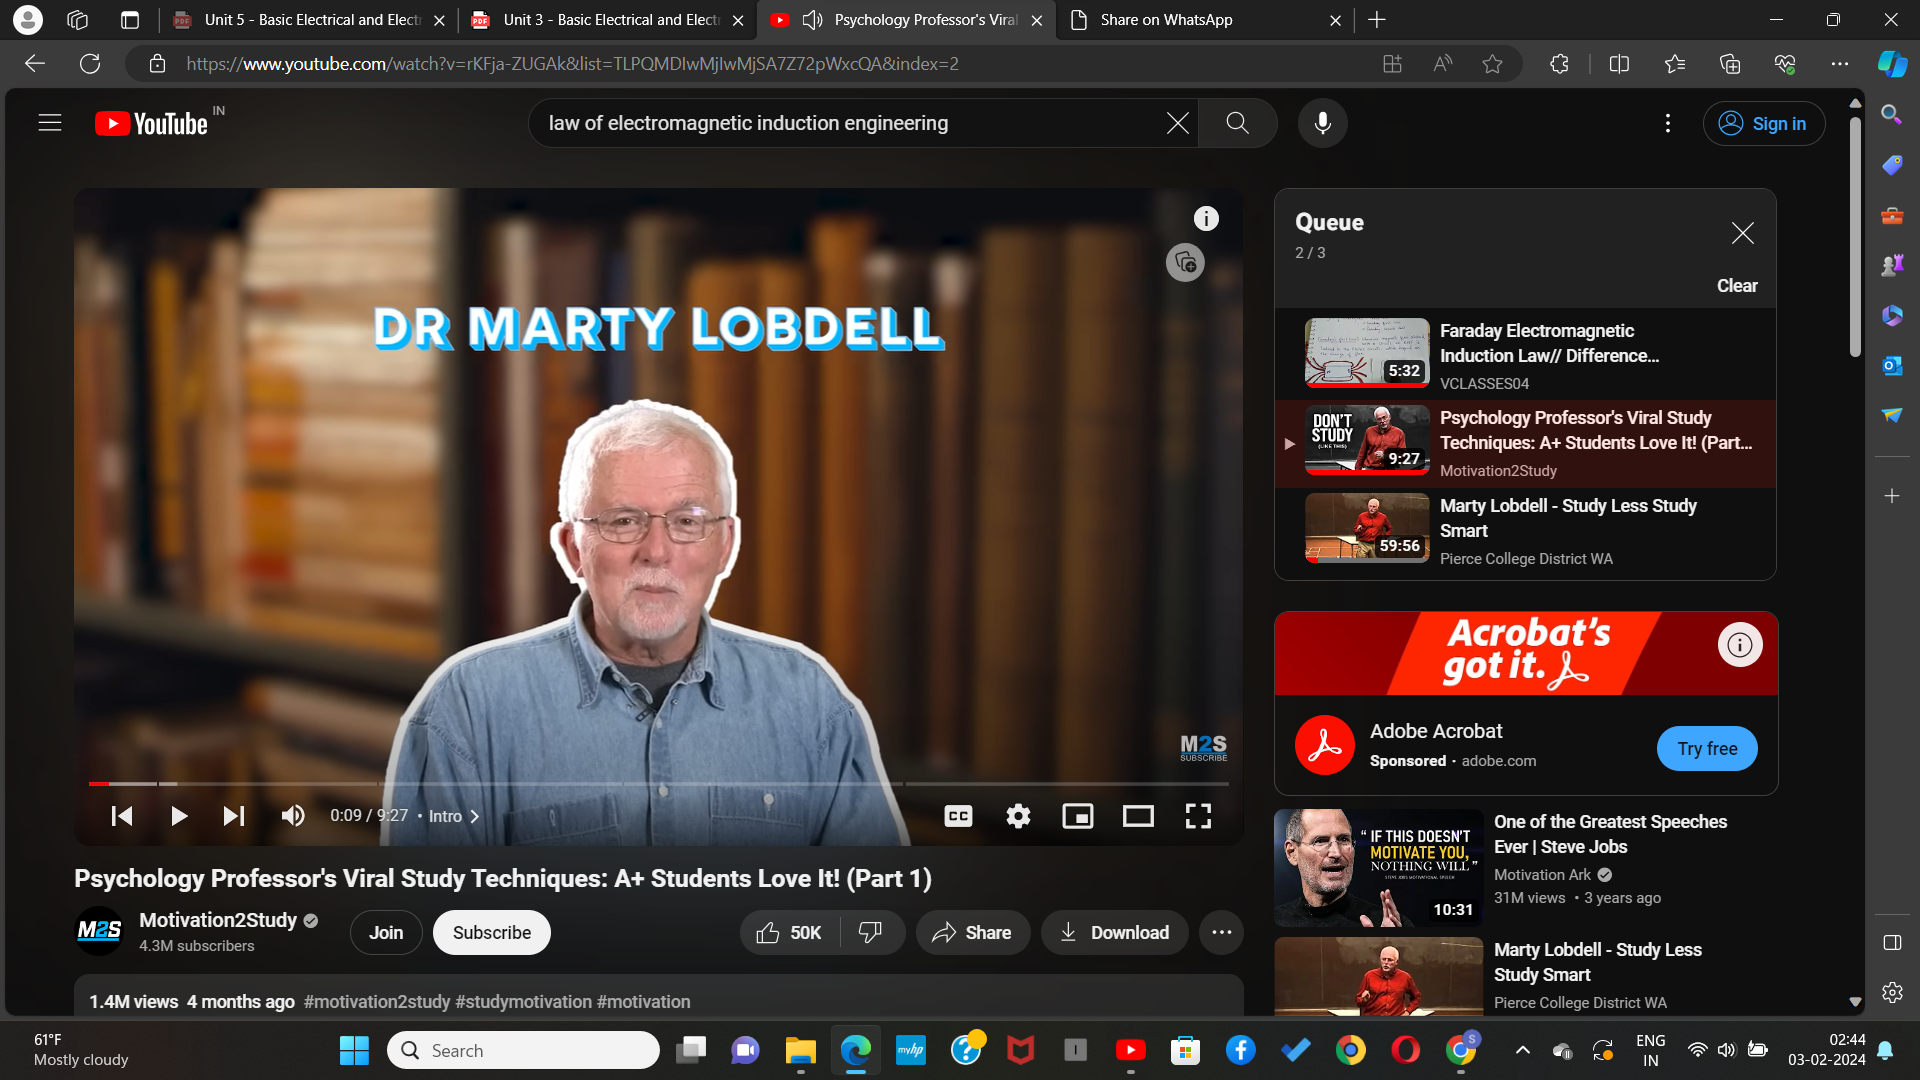 Unit 5 - Basic Electrical and Electr
Unit 3 - Basic Electrical and Electr
Psychology Professor's Viral
Share on WhatsApp
https://www.youtube.com/watch?v=rKFja-ZUGAk&list=TLPQMDIwMjIwMjSA7Z72pWxcQA&index=2
YouTube IN
law of electromagnetic induction engineering
Sign in
DR MARTY LOBDELL
M2S
SUBSCRIBE
0:09 / 9:27 • Intro
CC
Queue
2 / 3
Clear
5:32
Faraday Electromagnetic
Induction Law// Difference...
VCLASSES04
DON'T
STUDY
(LIKE THIS)
9:27
Psychology Professor's Viral Study
Techniques: A+ Students Love It! (Part...
Motivation2Study
59:56
Marty Lobdell - Study Less Study
Smart
Pierce College District WA
Acrobat's
got it.
Adobe Acrobat
Sponsored • adobe.com
Try free
"IF THIS DOESN'T
MOTIVATE YOU,
NOTHING WILL"
STEVE JOBS MOTIVATIONAL SPEECH
10:31
One of the Greatest Speeches
Ever | Steve Jobs
Motivation Ark
31M views • 3 years ago
Marty Lobdell - Study Less
Study Smart
Pierce College District WA
Psychology Professor's Viral Study Techniques: A+ Students Love It! (Part 1)
M2S
Motivation2Study
4.3M subscribers
Join
Subscribe
50K
Share
Download
1.4M views 4 months ago #motivation2study #studymotivation #motivation
61°F
Mostly cloudy
Search
myhp
S
ENG
IN
02:44
03-02-2024